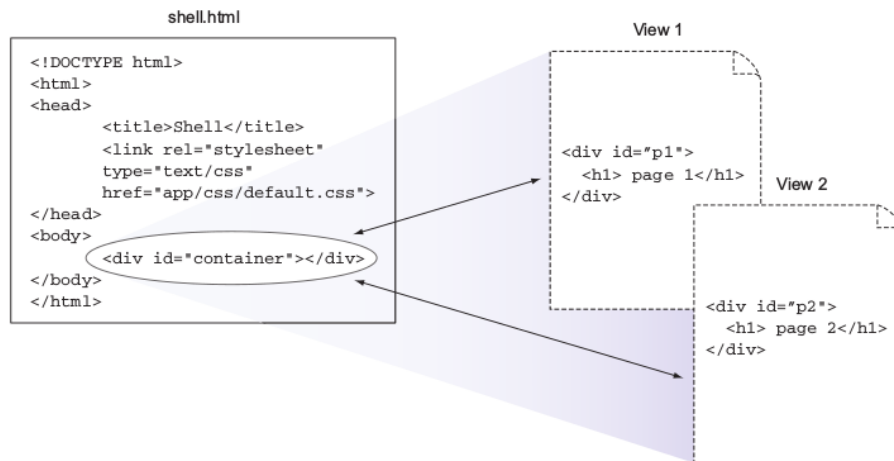 shell.html
<!DOCTYPE html>
<html>
<head>
<title>Shell</title>
<link rel="stylesheet"
type="text/css"
href="app/css/default.css">
</head>
<body>
<div id="container"></div>
</body>
</html>
View 1
<div id=”p1">
<h1> page 1</h1>
</div>
View 2
<div id=”p2">
<h1> page 2</h1>
</div>